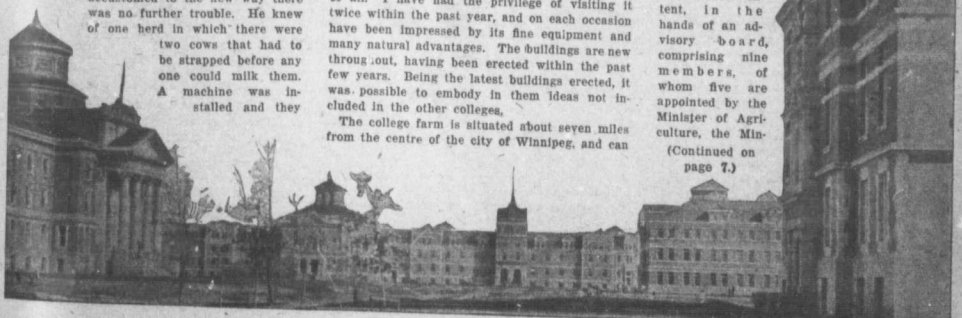 was no further trouble. He knew
of one herd in which there were
two cows that had to
be strapped before any
one could milk them.
A machine was in-
stalled and they
I have had the privilege of visiting it
twice within the past year, and on each occasion
have been impressed by its fine equipment and
many natural advantages. The buildings are new
throug.out, having been erected within the past
few years. Being the latest buildings erected, it
was possible to embody in them ideas not in-
cluded in the other colleges.
The college farm is situated about seven miles
from the centre of the city of Winnipeg, and can
tent, in the
hands of an ad-
visory board,
comprising nine
members, of
whom five are
appointed by the
Minister of Agri-
culture, the Min-
(Continued on
page 7.)